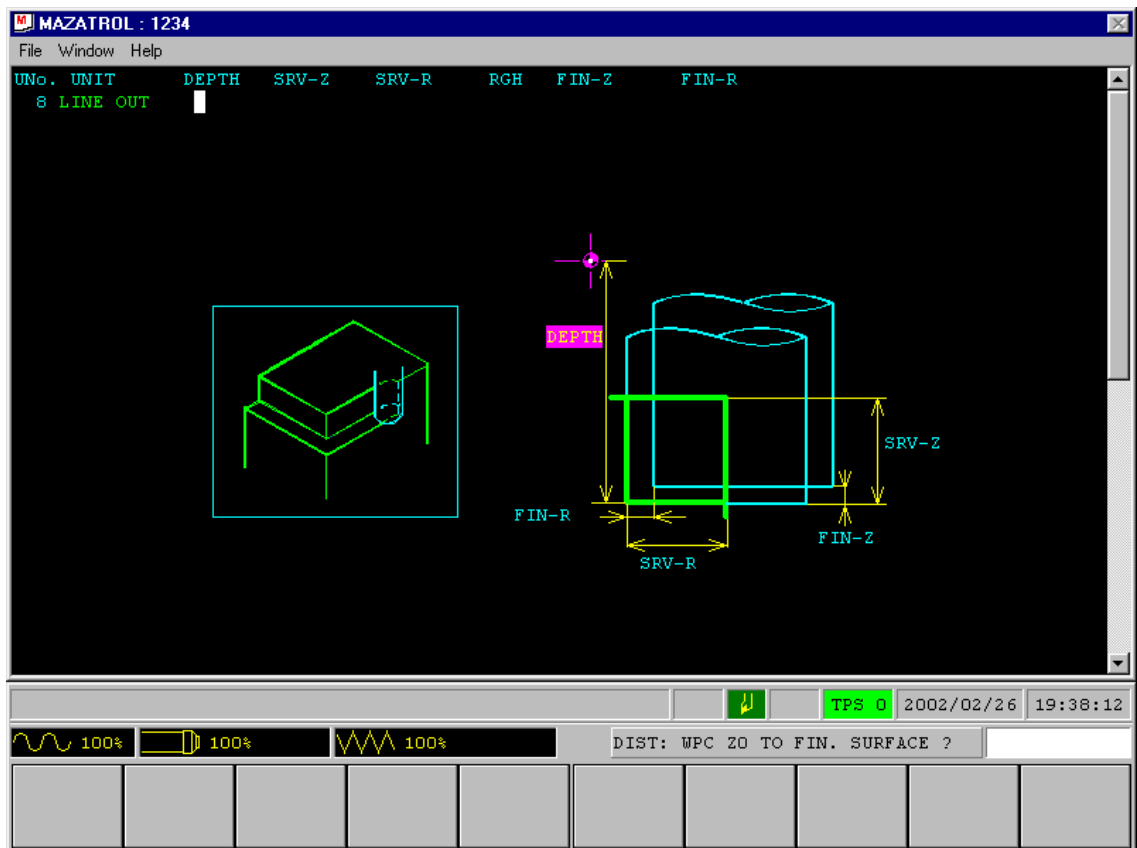 MAZATROL : 1234
File Window Help
UNo. UNIT DEPTH SRV-Z SRV-R RGH FIN-Z FIN-R
8 LINE OUT
DEPTH
SRV-Z
FIN-R
FIN-Z
SRV-R
TPS 0 2002/02/26 19:38:12
100% 100% 100% DIST: WPC Z0 TO FIN. SURFACE ?